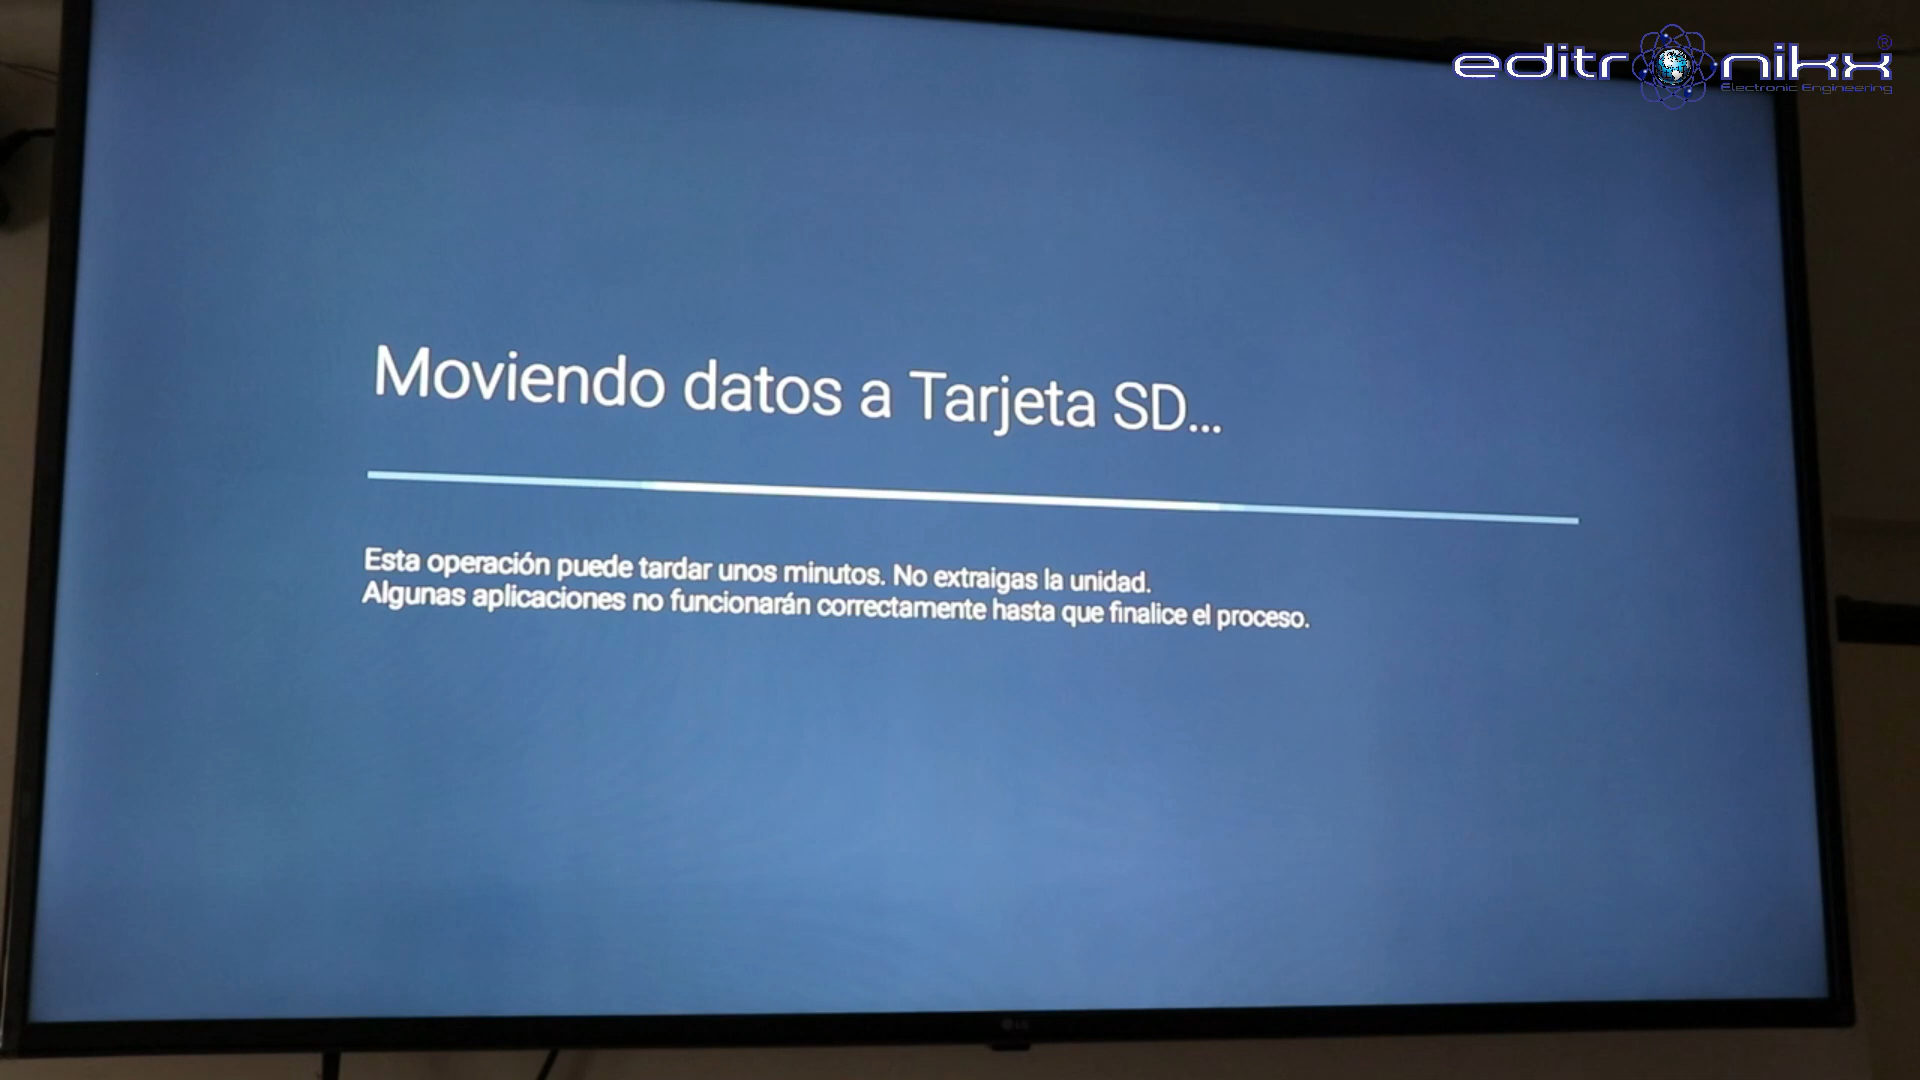 editronikx®
Electronic Engineering
Moviendo datos a Tarjeta SD...
Esta operación puede tardar unos minutos. No extraigas la unidad.
Algunas aplicaciones no funcionarán correctamente hasta que finalice el proceso.
LG